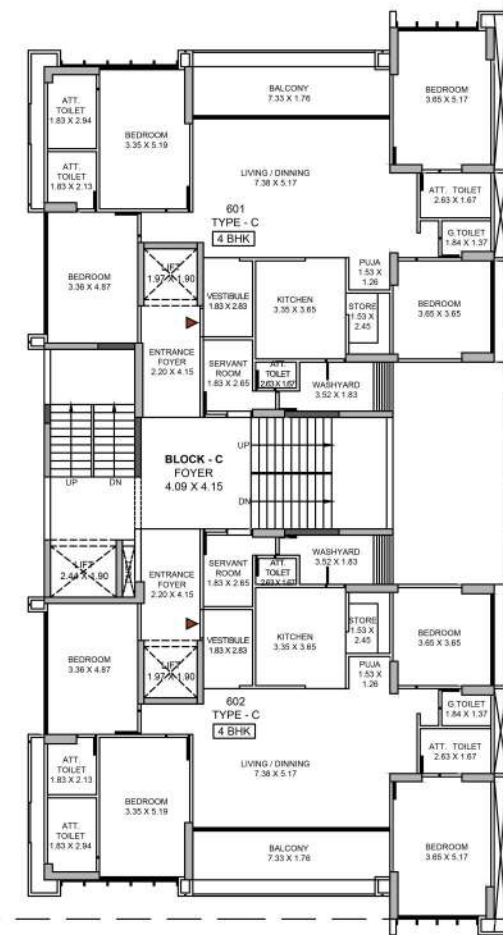 BEDROOM
3.65 X 5.17
BALCONY
7.33 X 1.76
ATT.
TOILET
1.83 X 2.94
BEDROOM
3.35 X 5.19
LIVING / DINNING
7.38 X 5.17
ATT.
TOILET
1.83 X 2.13
ATT. TOILET
2.63 X 1.67
601
TYPE - C
4 BHK
G.TOILET
1.84 X 1.37
BEDROOM
3.36 X 4.87
LIFT
1.97 X 1.90
VESTIBULE
1.83 X 2.83
KITCHEN
3.35 X 3.65
PUJA
1.53 X
1.26
STORE
1.53 X
2.45
BEDROOM
3.65 X 3.65
ENTRANCE
FOYER
2.20 X 4.15
SERVANT
ROOM
1.83 X 2.65
ATT.
TOILET
2.63 X 1.67
WASHYARD
3.52 X 1.83
UP
DN
BLOCK - C
FOYER
4.09 X 4.15
UP
DN
LIFT
2.44 X 1.90
ENTRANCE
FOYER
2.20 X 4.15
SERVANT
ROOM
1.83 X 2.65
ATT.
TOILET
2.63 X 1.67
WASHYARD
3.52 X 1.83
BEDROOM
3.36 X 4.87
LIFT
1.97 X 1.90
VESTIBULE
1.83 X 2.83
KITCHEN
3.35 X 3.65
STORE
1.53 X
2.45
PUJA
1.53 X
1.26
BEDROOM
3.65 X 3.65
602
TYPE - C
4 BHK
G.TOILET
1.84 X 1.37
ATT. TOILET
2.63 X 1.67
ATT.
TOILET
1.83 X 2.13
LIVING / DINNING
7.38 X 5.17
BEDROOM
3.35 X 5.19
ATT.
TOILET
1.83 X 2.94
BALCONY
7.33 X 1.76
BEDROOM
3.65 X 5.17